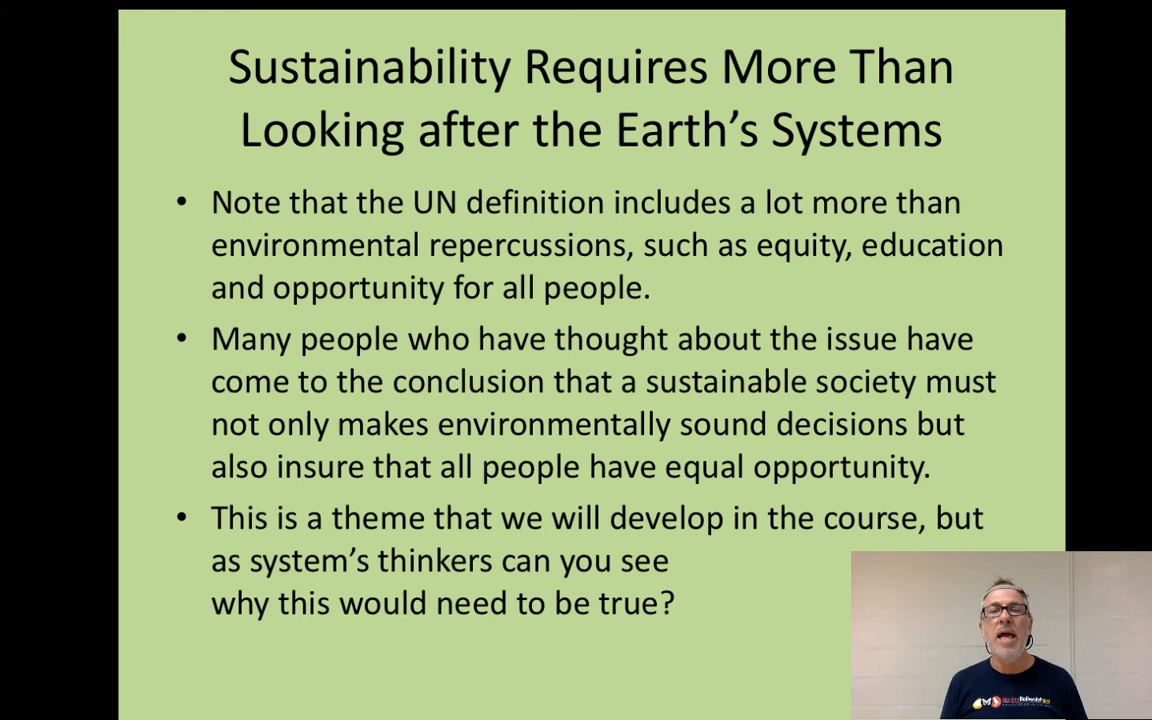 Sustainability Requires More Than
Looking after the Earth’s Systems
• Note that the UN definition includes a lot more than
environmental repercussions, such as equity, education
and opportunity for all people.
• Many people who have thought about the issue have
come to the conclusion that a sustainable society must
not only makes environmentally sound decisions but
also insure that all people have equal opportunity.
• This is a theme that we will develop in the course, but
as system’s thinkers can you see
why this would need to be true?